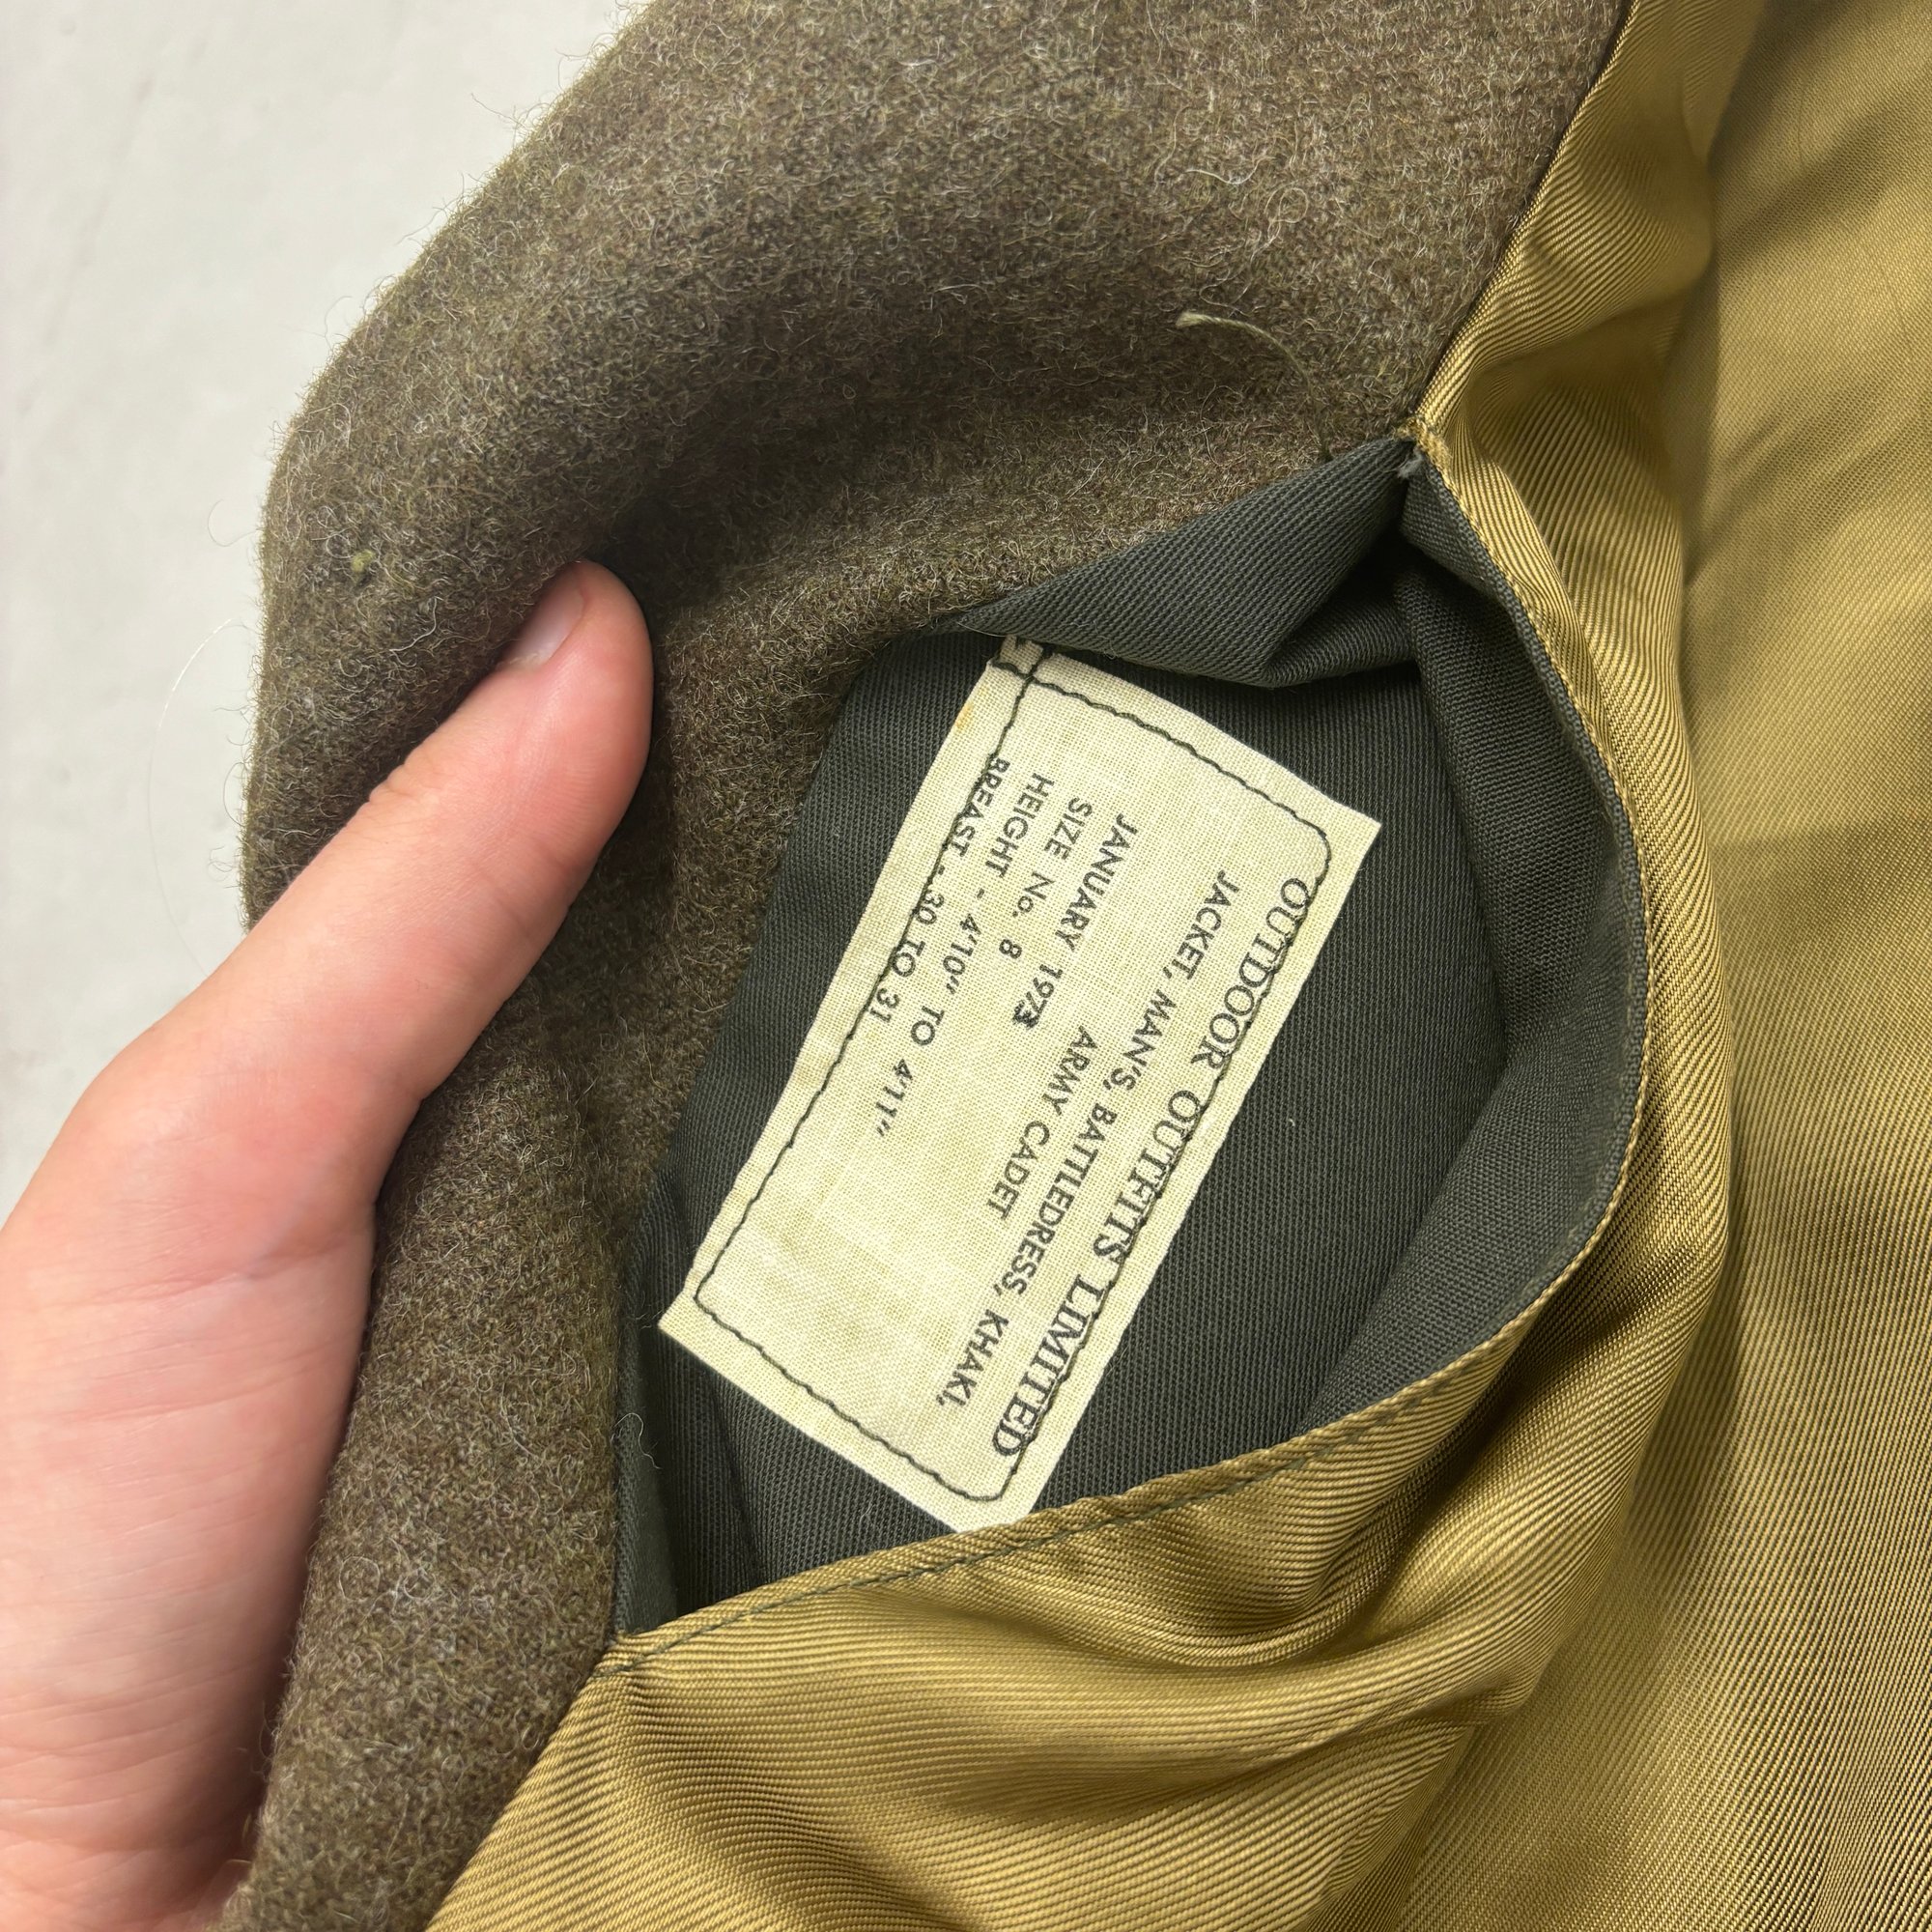 OUTDOOR OUTFITS LIMITED
JACKET, MAN'S, BATTLEDRESS, KHAKI,
ARMY CADET
JANUARY 1973
SIZE No. 8
HEIGHT - 4'10" TO 4'11"
BREAST - 30 TO 31